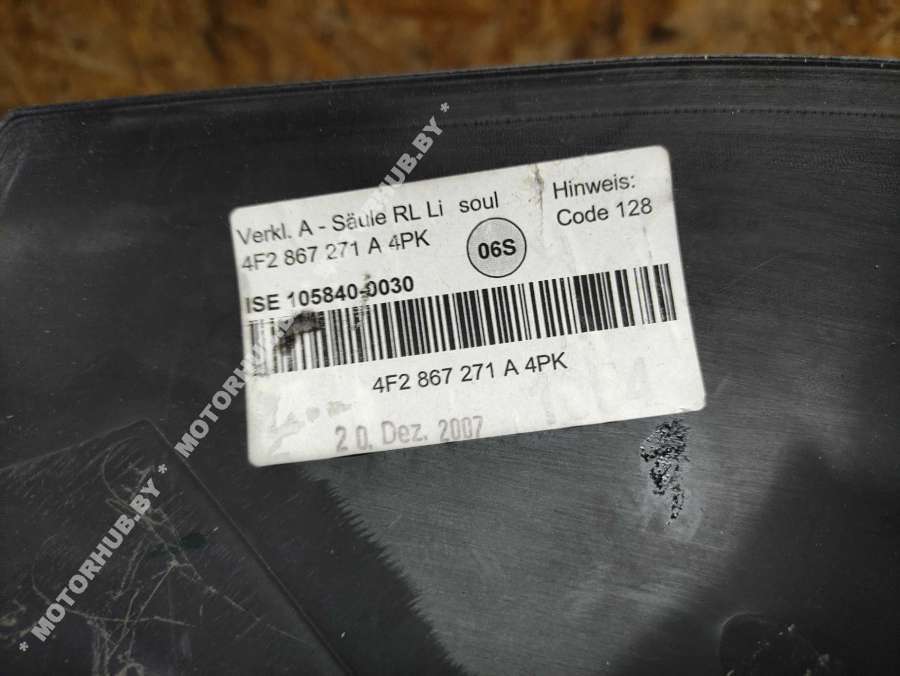 Verkl. A - Säule RL Li soul
4F2 867 271 A 4PK
06S
Hinweis:
Code 128
ISE 105840-0030
4F2 867 271 A 4PK
20. Dez. 2007
* MOTORHUB.BY *
* MOTORHUB.BY *